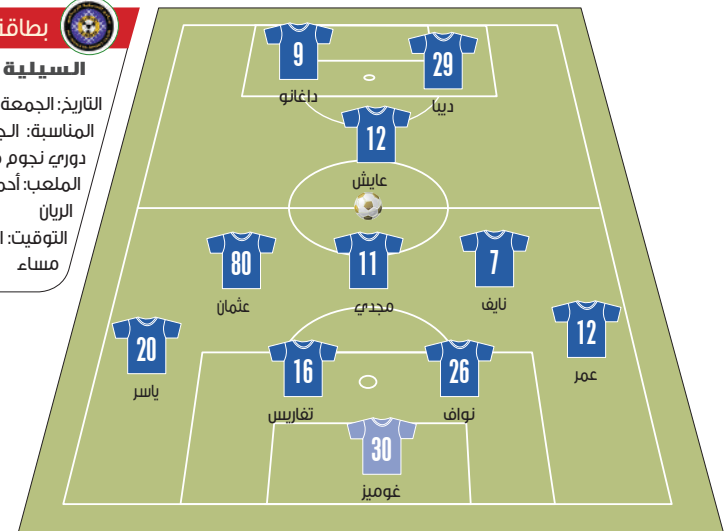 بطاقة
السيلية
التاريخ: الجمعة
المناسبة:
دوري نجوم
الملعب:
الريان
التوقيت:
مساء
9
داغانو
29
ديبا
12
عايش
80
عثمان
11
مجدي
7
نايف
20
ياسر
16
تفاريس
26
نواف
12
عمر
30
غوميز